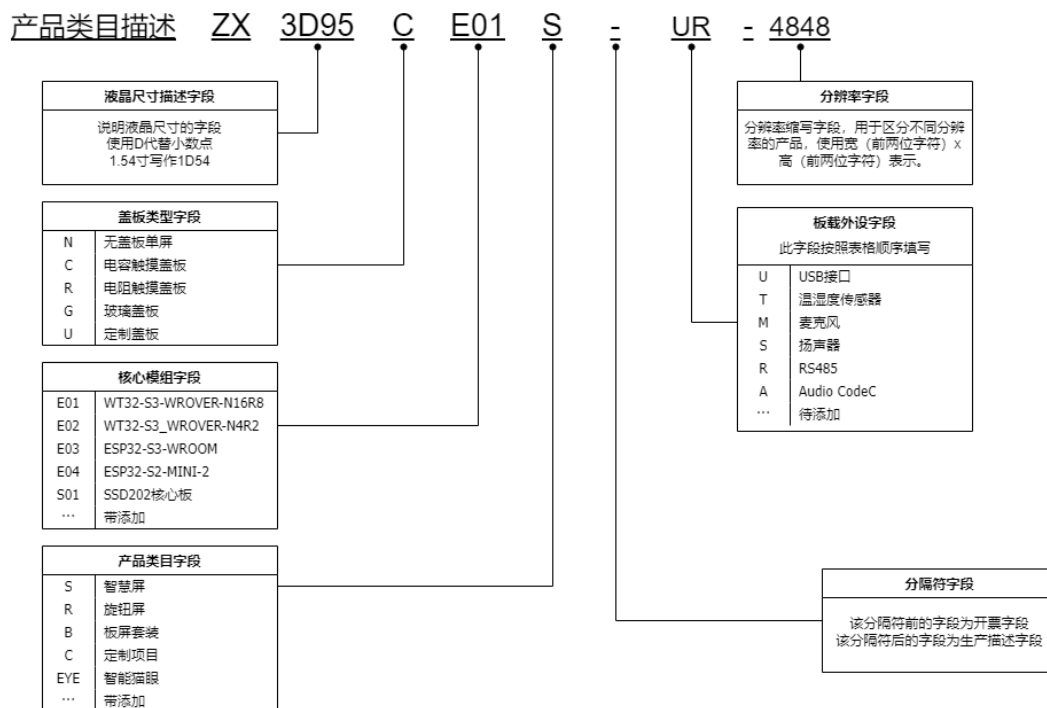 产品类目描述 ZX 3D95 C E01 S - UR - 4848
液晶尺寸描述字段
说明液晶尺寸的字段
使用D代替小数点
1.54寸写作1D54
盖板类型字段
N 无盖板单屏
C 电容触摸盖板
R 电阻触摸盖板
G 玻璃盖板
U 定制盖板
核心模组字段
E01 WT32-S3-WROVER-N16R8
E02 WT32-S3_WROVER-N4R2
E03 ESP32-S3-WROOM
E04 ESP32-S2-MINI-2
S01 SSD202核心板
… 带添加
产品类目字段
S 智慧屏
R 旋钮屏
B 板屏套装
C 定制项目
EYE 智能猫眼
… 带添加
分辨率字段
分辨率缩写字段，用于区分不同分辨
率的产品，使用宽（前两位字符）x
高（前两位字符）表示。
板载外设字段
此字段按照表格顺序填写
U USB接口
T 温湿度传感器
M 麦克风
S 扬声器
R RS485
A Audio CodeC
… 待添加
分隔符字段
该分隔符前的字段为开票字段
该分隔符后的字段为生产描述字段